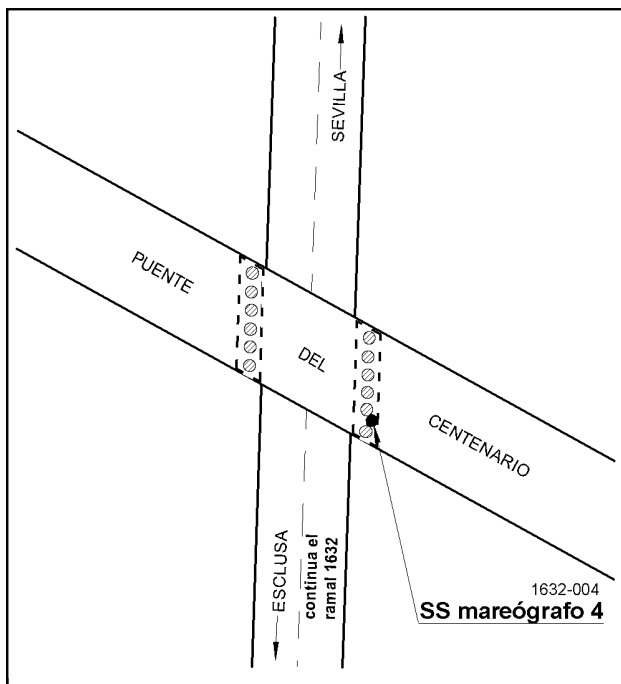 SEVILLA
PUENTE
DEL
CENTENARIO
ESCLUSA
continua el
ramal 1632
1632-004
SS mareógrafo 4